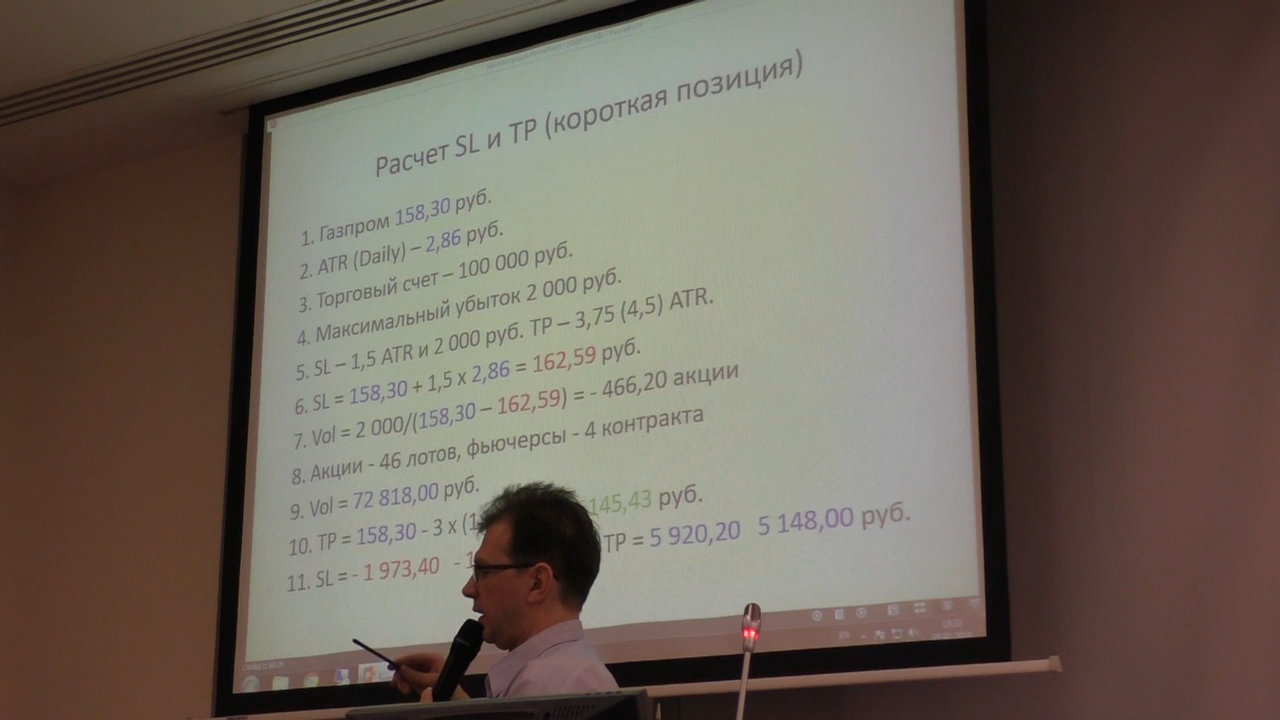 Расчет SL и TP (короткая позиция)
1. Газпром 158,30 руб.
2. ATR (Daily) – 2,86 руб.
3. Торговый счет – 100 000 руб.
4. Максимальный убыток 2 000 руб.
5. SL – 1,5 ATR и 2 000 руб. TP – 3,75 (4,5) ATR.
6. SL = 158,30 + 1,5 x 2,86 = 162,59 руб.
7. Vol = 2 000/(158,30 – 162,59) = - 466,20 акции
8. Акции - 46 лотов, фьючерсы - 4 контракта
9. Vol = 72 818,00 руб.
10. TP = 158,30 - 3 x (1 145,43 руб.
11. SL = - 1 973,40 - 1 TP = 5 920,20 5 148,00 руб.
EN